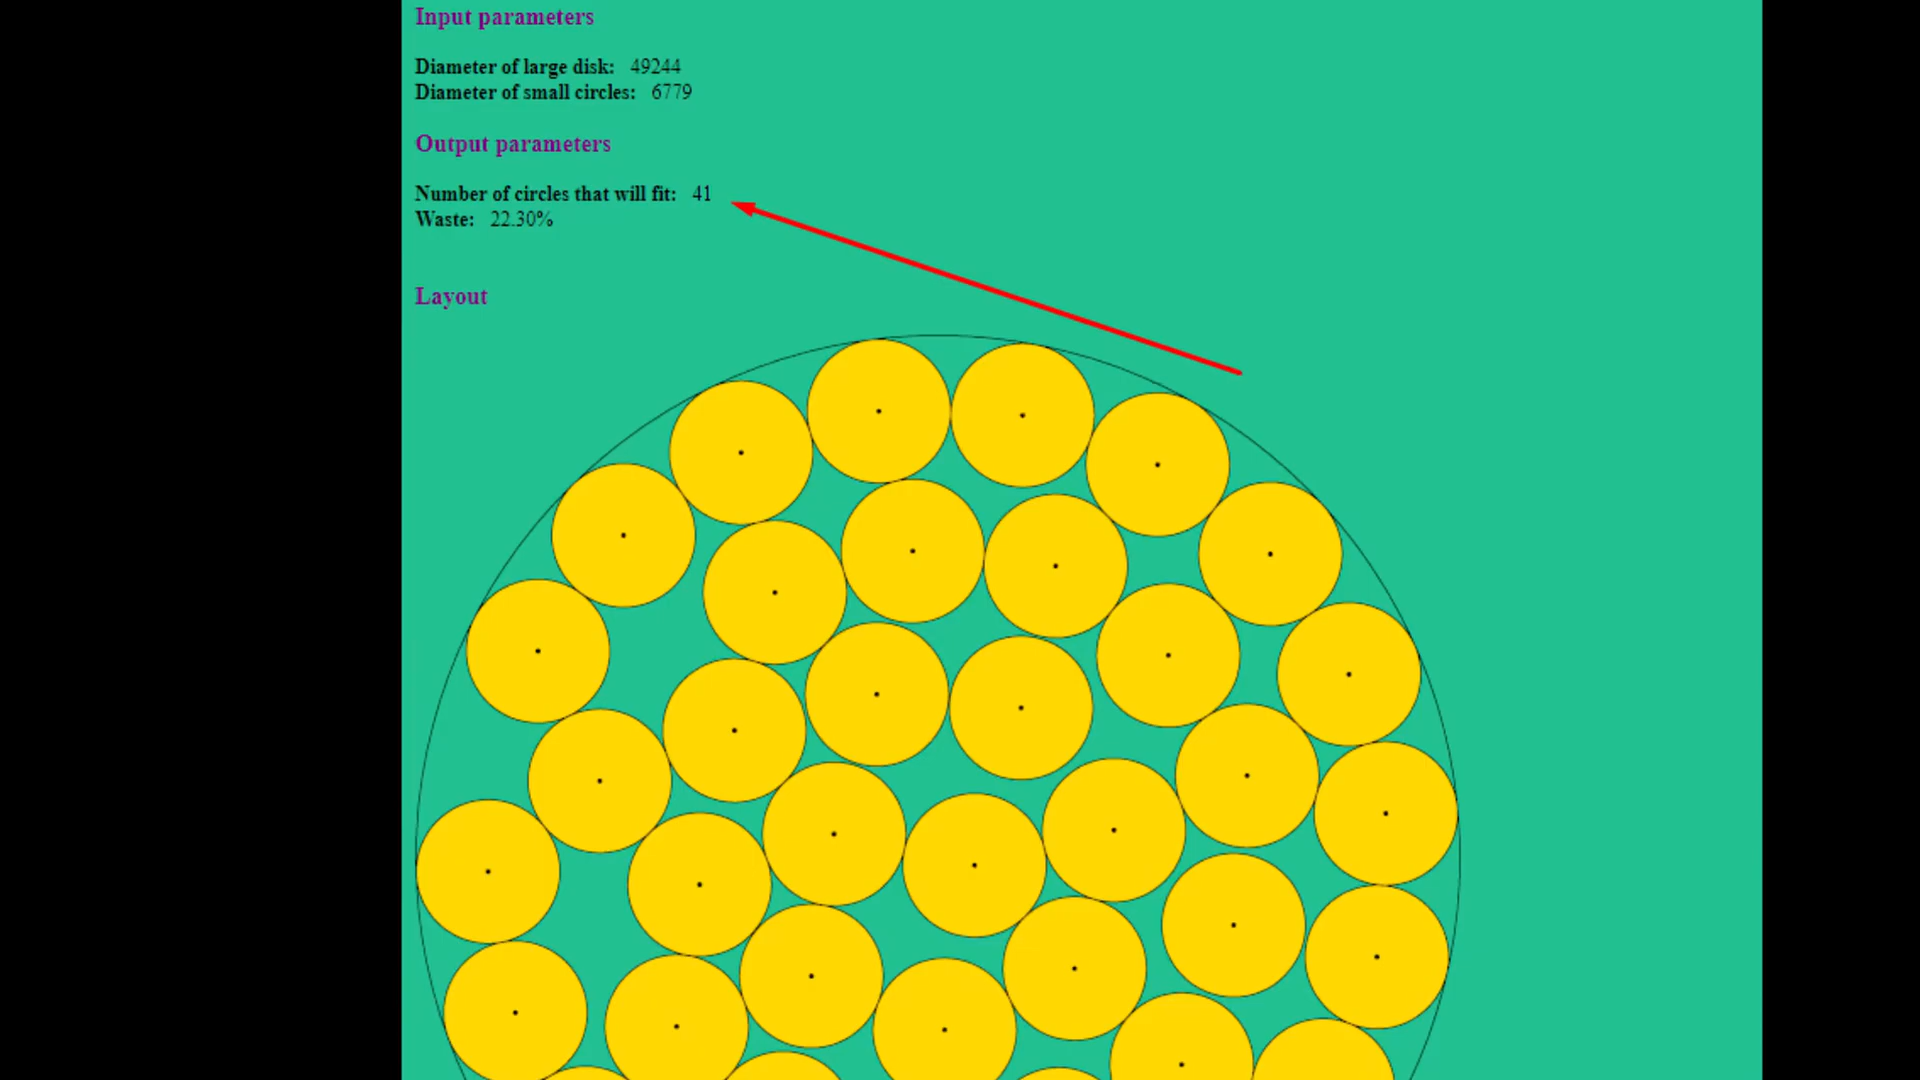 Input parameters
Diameter of large disk: 49244
Diameter of small circles: 6779
Output parameters
Number of circles that will fit: 41
Waste: 22.30%
Layout